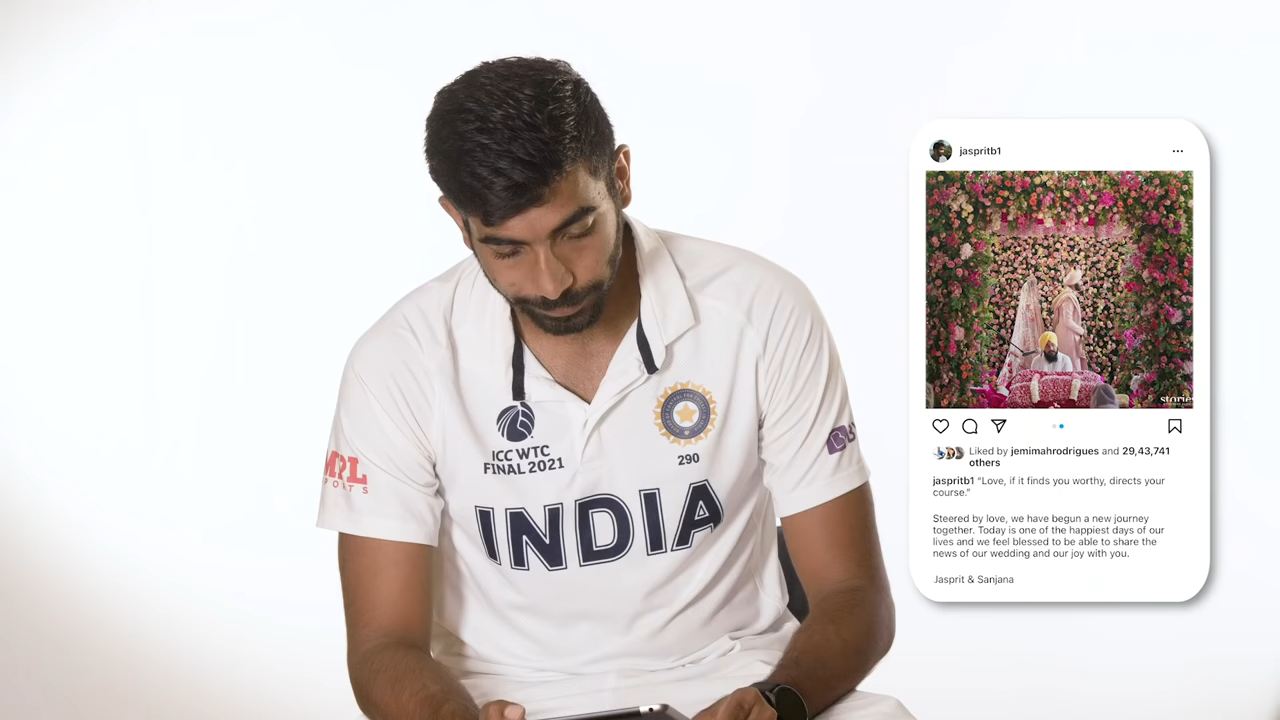 MPL
SPORTS
ICC WTC
FINAL 2021
290
INDIA
jaspritb1
stories
Liked by jemimahrodrigues and 29,43,741
others
jaspritb1 “Love, if it finds you worthy, directs your
course.”
Steered by love, we have begun a new journey
together. Today is one of the happiest days of our
lives and we feel blessed to be able to share the
news of our wedding and our joy with you.
Jasprit & Sanjana